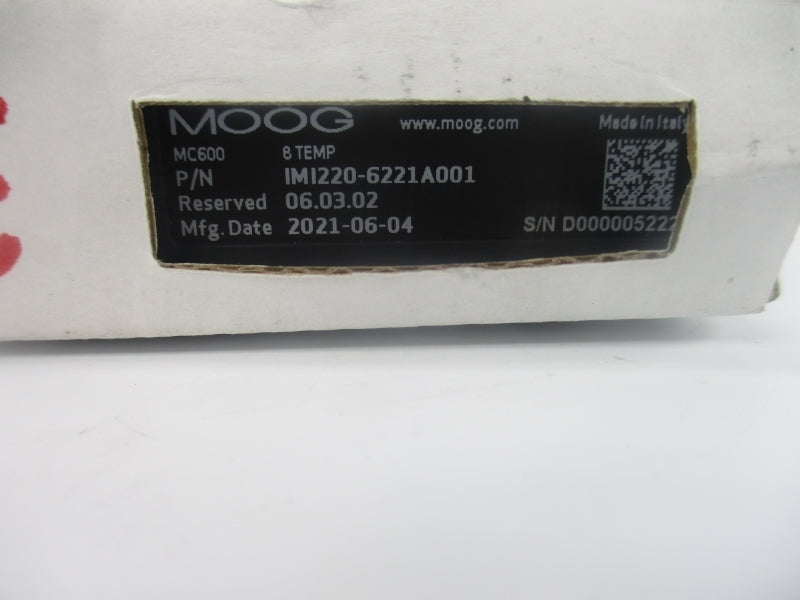 MOOG www.moog.com Made in Italy
MC600 8 TEMP
P/N IMI220-6221A001
Reserved 06.03.02
Mfg. Date 2021-06-04 S/N D000005222